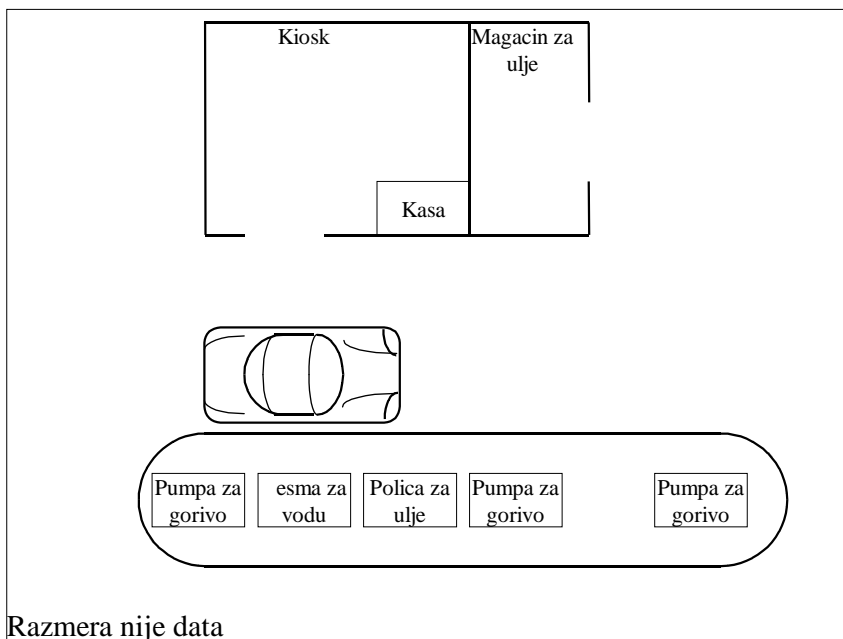 Kiosk
Magacin za
ulje
Kasa
Pumpa za
gorivo
esma za
vodu
Polica za
ulje
Pumpa za
gorivo
Pumpa za
gorivo
Razmera nije data